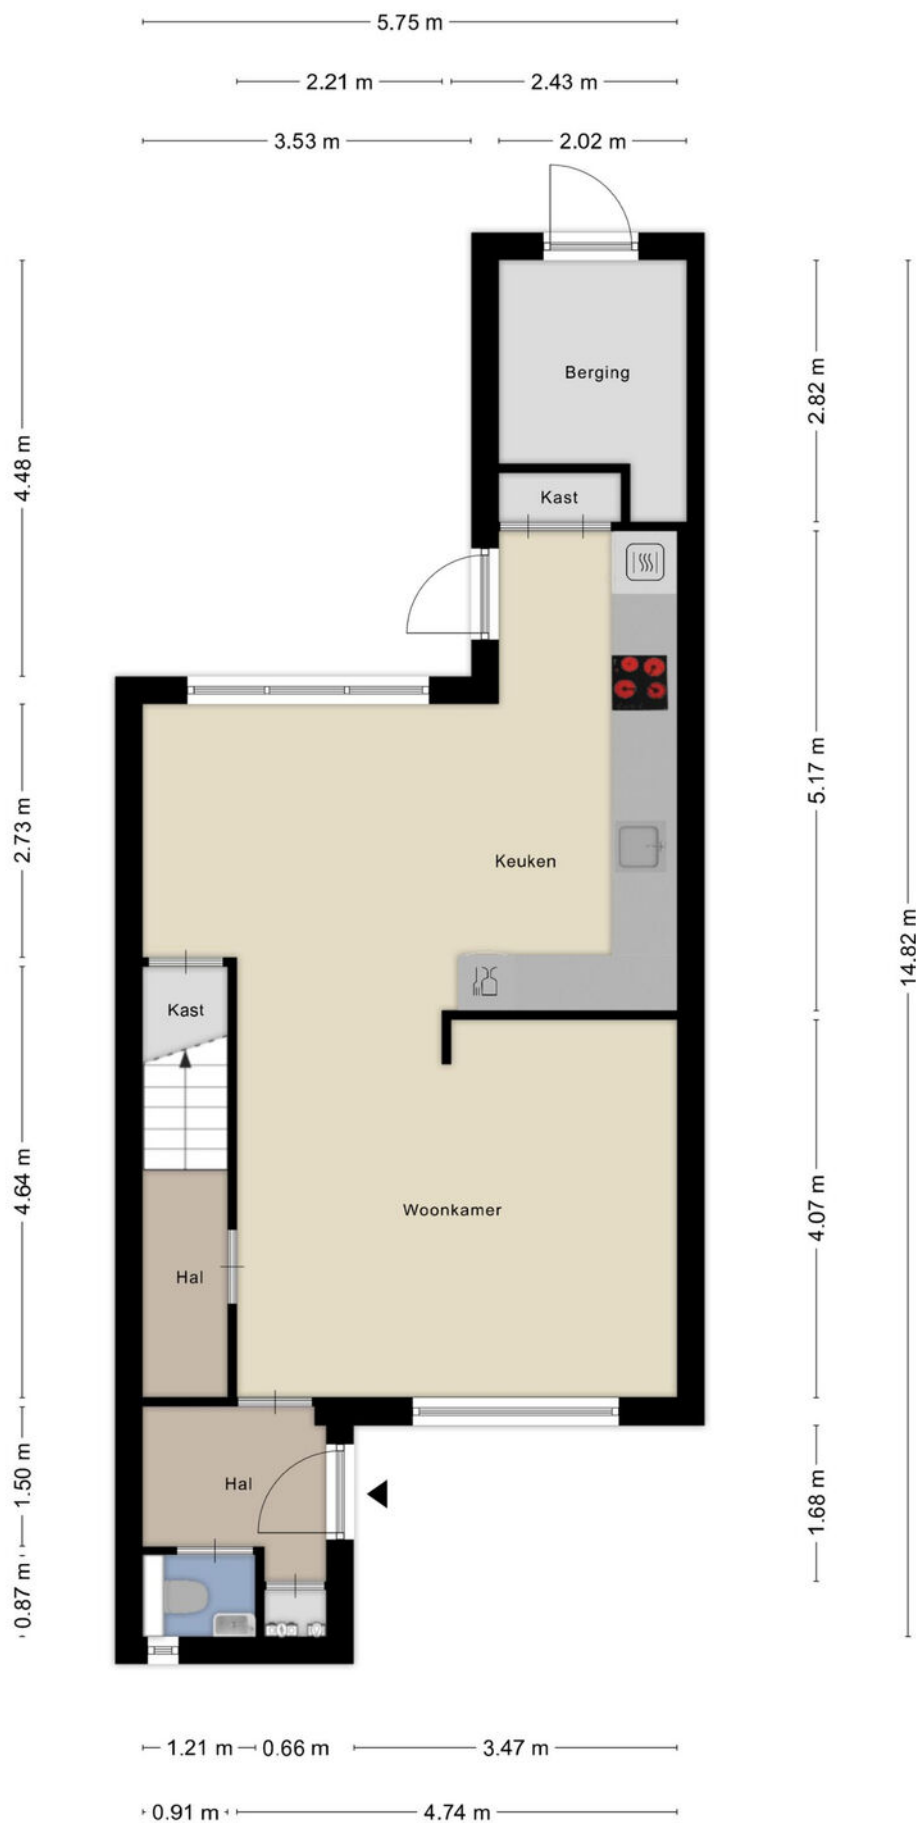 5.75 m
2.21 m
2.43 m
3.53 m
2.02 m
Berging
2.82 m
4.48 m
Kast
5.17 m
2.73 m
Keuken
14.82 m
Kast
4.64 m
4.07 m
Woonkamer
Hal
Hal
1.50 m
1.68 m
0.87 m
1.21 m
0.66 m
3.47 m
0.91 m
4.74 m